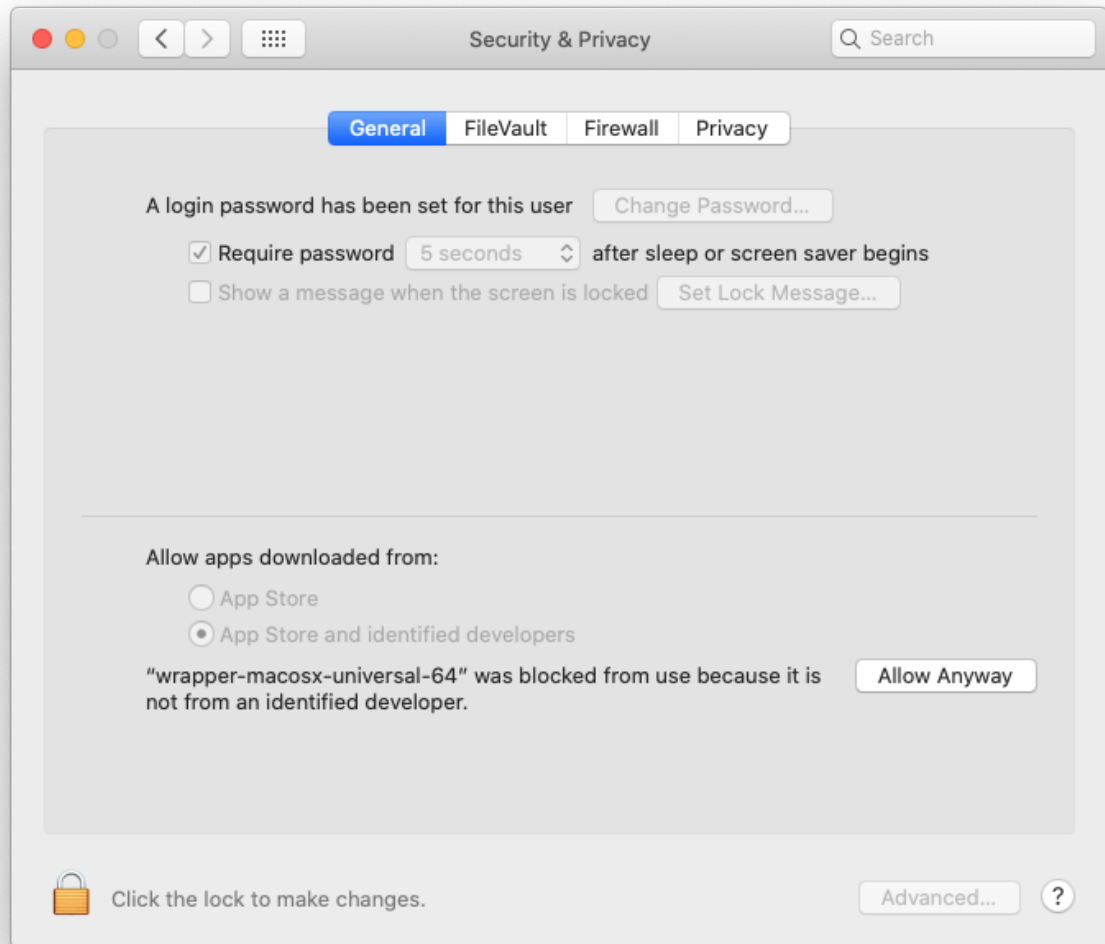 Security & Privacy
Search
General
FileVault
Firewall
Privacy
A login password has been set for this user
Change Password...
Require password
5 seconds
after sleep or screen saver begins
Show a message when the screen is locked
Set Lock Message...
Allow apps downloaded from:
App Store
App Store and identified developers
“wrapper-macosx-universal-64” was blocked from use because it is
not from an identified developer.
Allow Anyway
Click the lock to make changes.
Advanced...
?